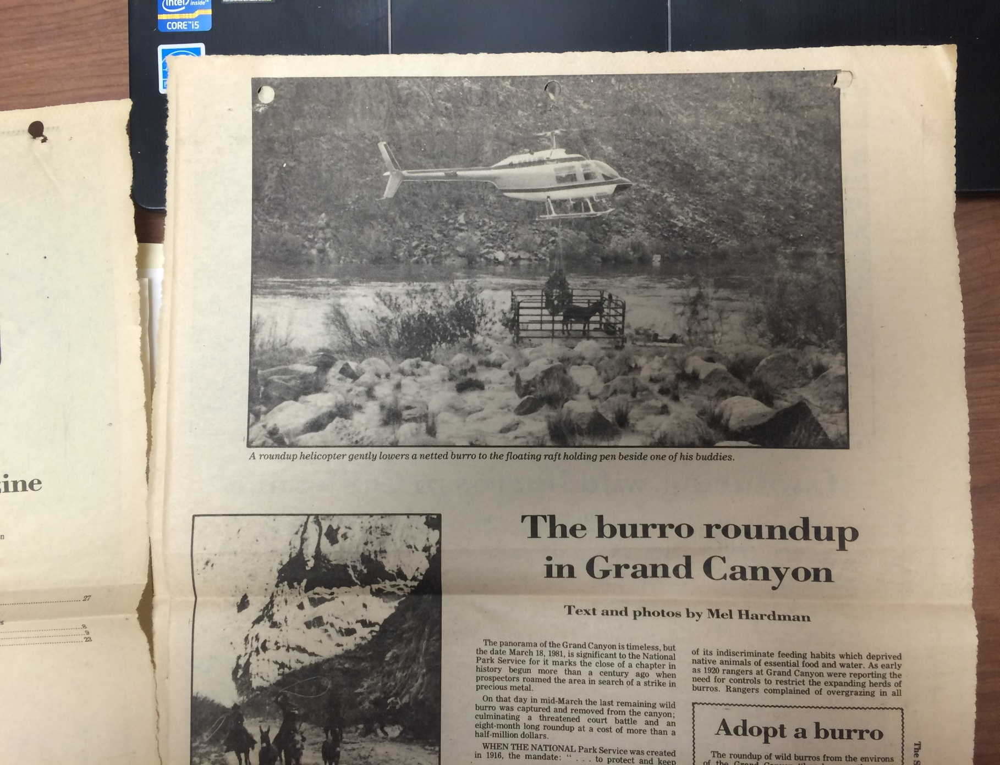 intel inside™
CORE™ i5
A roundup helicopter gently lowers a netted burro to the floating raft holding pen beside one of his buddies.
ine
n
27
s
8
9
23
The burro roundup
in Grand Canyon
Text and photos by Mel Hardman
The panorama of the Grand Canyon is timeless, but
the date March 18, 1981, is significant to the National
Park Service for it marks the close of a chapter in
history begun more than a century ago when
prospectors roamed the area in search of a strike in
precious metal.
On that day in mid-March the last remaining wild
burro was captured and removed from the canyon;
culminating a threatened court battle and an
eight-month long roundup at a cost of more than a
half-million dollars.
WHEN THE NATIONAL Park Service was created
in 1916, the mandate: " . . . to protect and keep
of its indiscriminate feeding habits which deprived
native animals of essential food and water. As early
as 1920 rangers at Grand Canyon were reporting the
need for controls to restrict the expanding herds of
burros. Rangers complained of overgrazing in all
Adopt a burro
The roundup of wild burros from the environs
of the Grand
The S